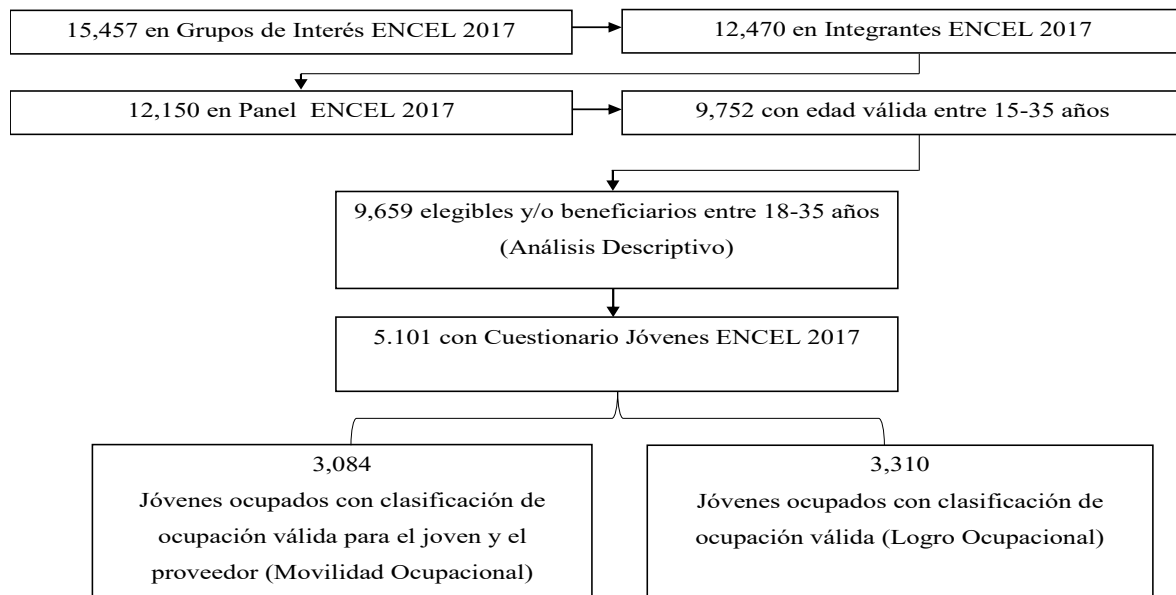 15,457 en Grupos de Interés ENCEL 2017
12,470 en Integrantes ENCEL 2017
12,150 en Panel ENCEL 2017
9,752 con edad válida entre 15-35 años
9,659 elegibles y/o beneficiarios entre 18-35 años
(Análisis Descriptivo)
5.101 con Cuestionario Jóvenes ENCEL 2017
3,084
Jóvenes ocupados con clasificación de
ocupación válida para el joven y el
proveedor (Movilidad Ocupacional)
3,310
Jóvenes ocupados con clasificación de
ocupación válida (Logro Ocupacional)